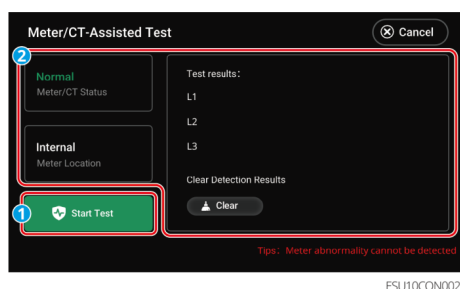 Meter/CT-Assisted Test
Cancel
2
Normal
Meter/CT Status
Internal
Meter Location
1
Start Test
Test results:
L1
L2
L3
Clear Detection Results
Clear
Tips: Meter abnormality cannot be detected
ESU10CON002